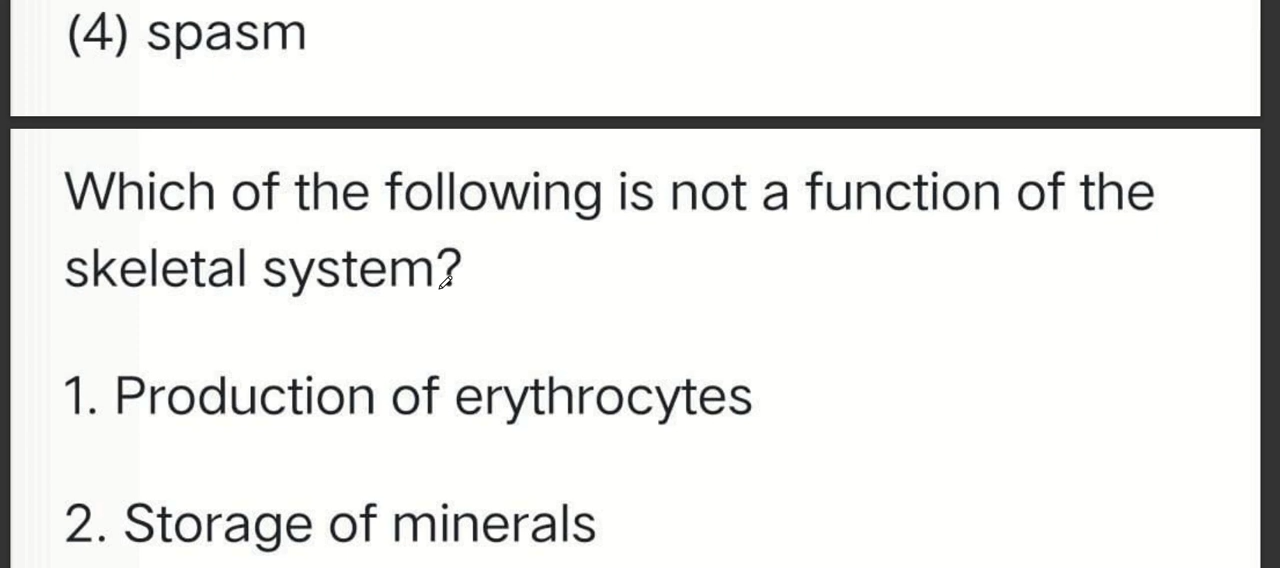 (4) spasm
Which of the following is not a function of the
skeletal system?
1. Production of erythrocytes
2. Storage of minerals